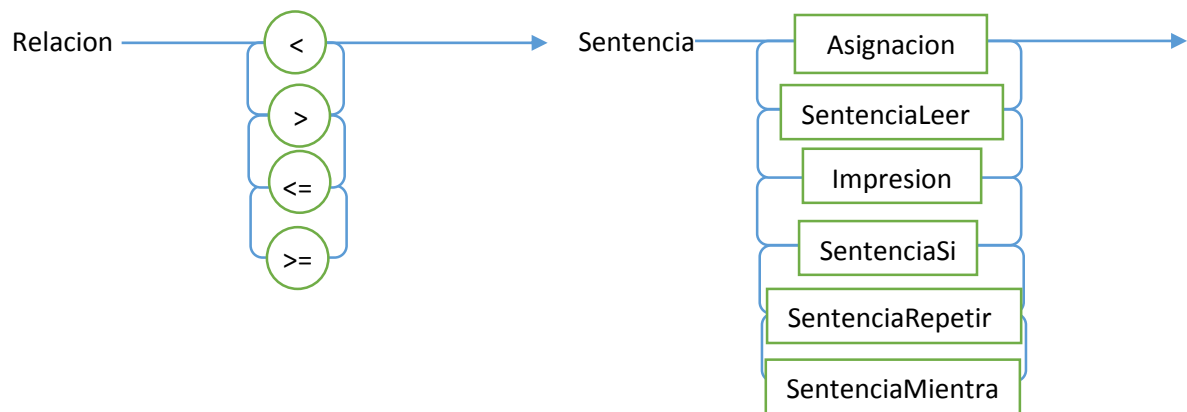 Relacion
<
>
<=
>=
Sentencia
Asignacion
SentenciaLeer
Impresion
SentenciaSi
SentenciaRepetir
SentenciaMientra